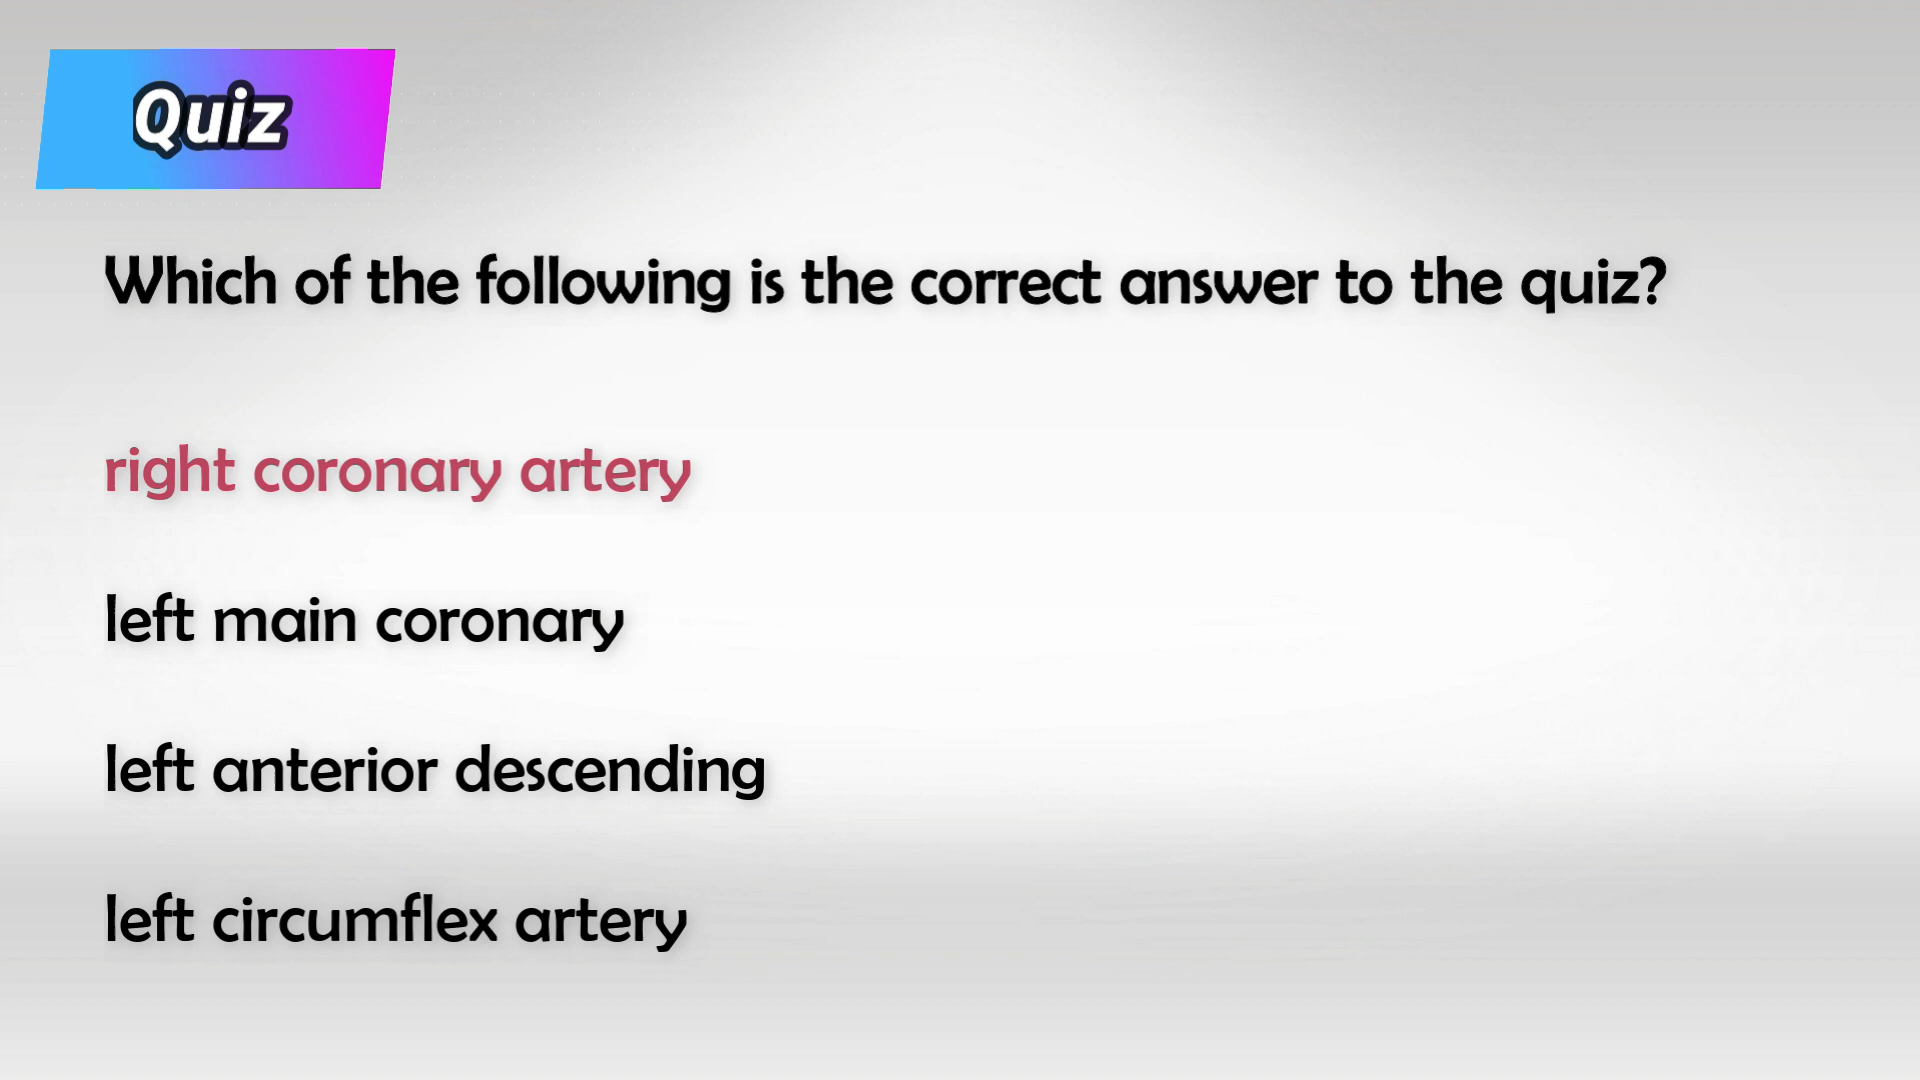 Quiz
Which of the following is the correct answer to the quiz?
right coronary artery
left main coronary
left anterior descending
left circumflex artery